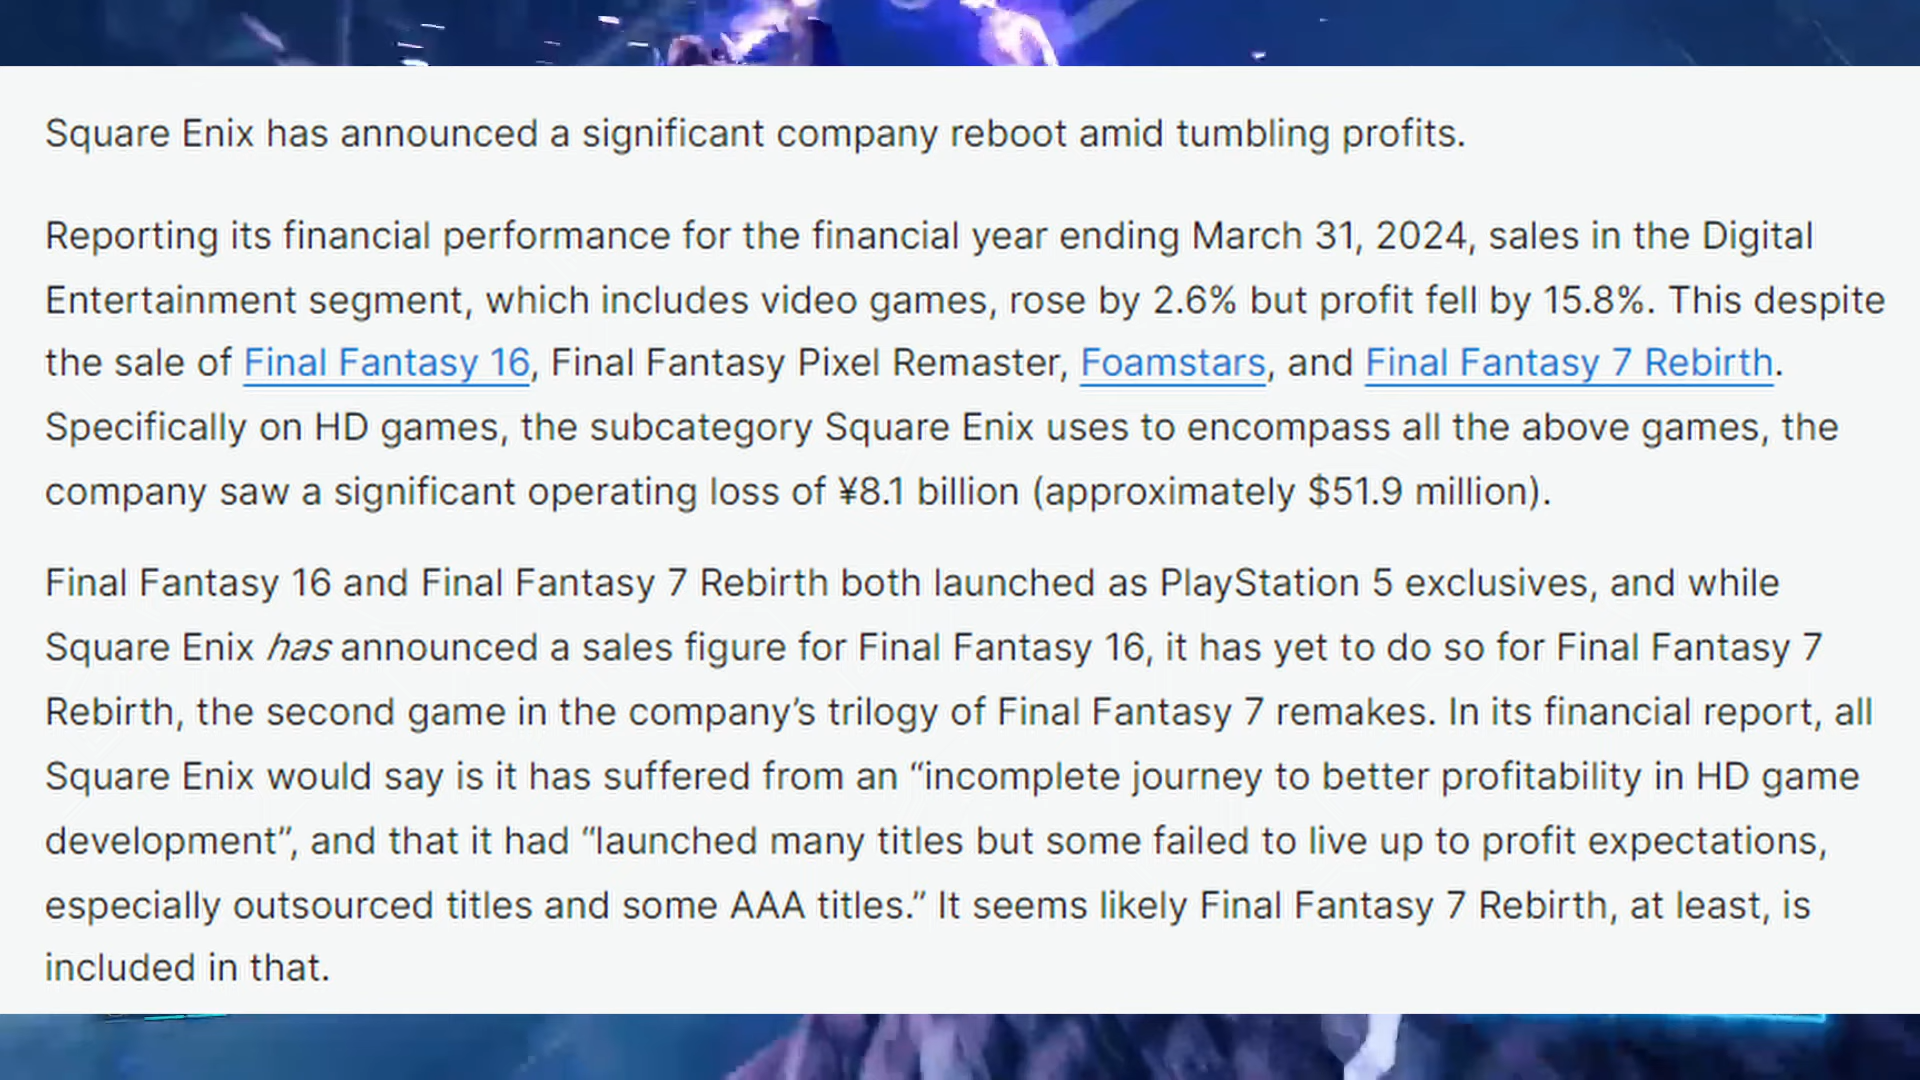 Square Enix has announced a significant company reboot amid tumbling profits.
Reporting its financial performance for the financial year ending March 31, 2024, sales in the Digital
Entertainment segment, which includes video games, rose by 2.6% but profit fell by 15.8%. This despite
the sale of Final Fantasy 16, Final Fantasy Pixel Remaster, Foamstars, and Final Fantasy 7 Rebirth.
Specifically on HD games, the subcategory Square Enix uses to encompass all the above games, the
company saw a significant operating loss of ¥8.1 billion (approximately $51.9 million).
Final Fantasy 16 and Final Fantasy 7 Rebirth both launched as PlayStation 5 exclusives, and while
Square Enix has announced a sales figure for Final Fantasy 16, it has yet to do so for Final Fantasy 7
Rebirth, the second game in the company’s trilogy of Final Fantasy 7 remakes. In its financial report, all
Square Enix would say is it has suffered from an “incomplete journey to better profitability in HD game
development”, and that it had “launched many titles but some failed to live up to profit expectations,
especially outsourced titles and some AAA titles.” It seems likely Final Fantasy 7 Rebirth, at least, is
included in that.